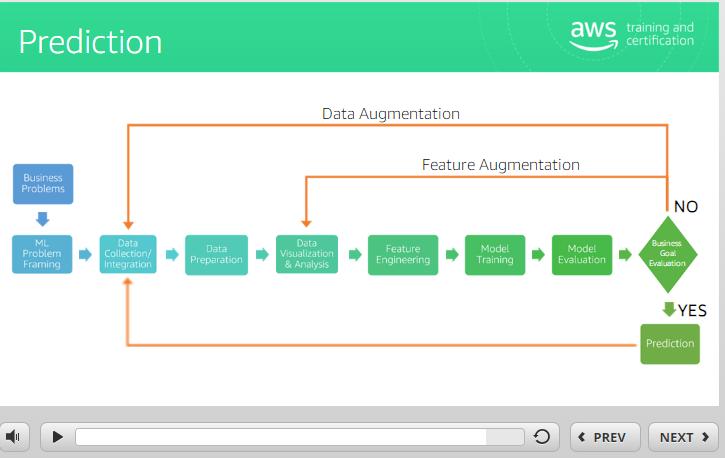 Prediction
aws training and
certification
Data Augmentation
Feature Augmentation
Business
Problems
NO
ML
Problem
Framing
Data
Collection/
Integration
Data
Preparation
Data
Visualization
& Analysis
Feature
Engineering
Model
Training
Model
Evaluation
Business
Goal
Evaluation
YES
Prediction
PREV
NEXT